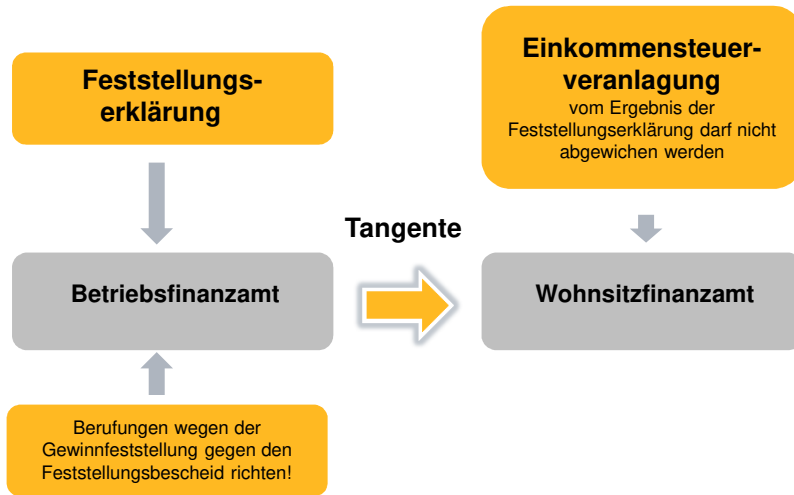 Feststellungs-
erklärung
Einkommensteuer-
veranlagung
vom Ergebnis der
Feststellungserklärung darf nicht
abgewichen werden
Tangente
Betriebsfinanzamt
Wohnsitzfinanzamt
Berufungen wegen der
Gewinnfeststellung gegen den
Feststellungsbescheid richten!